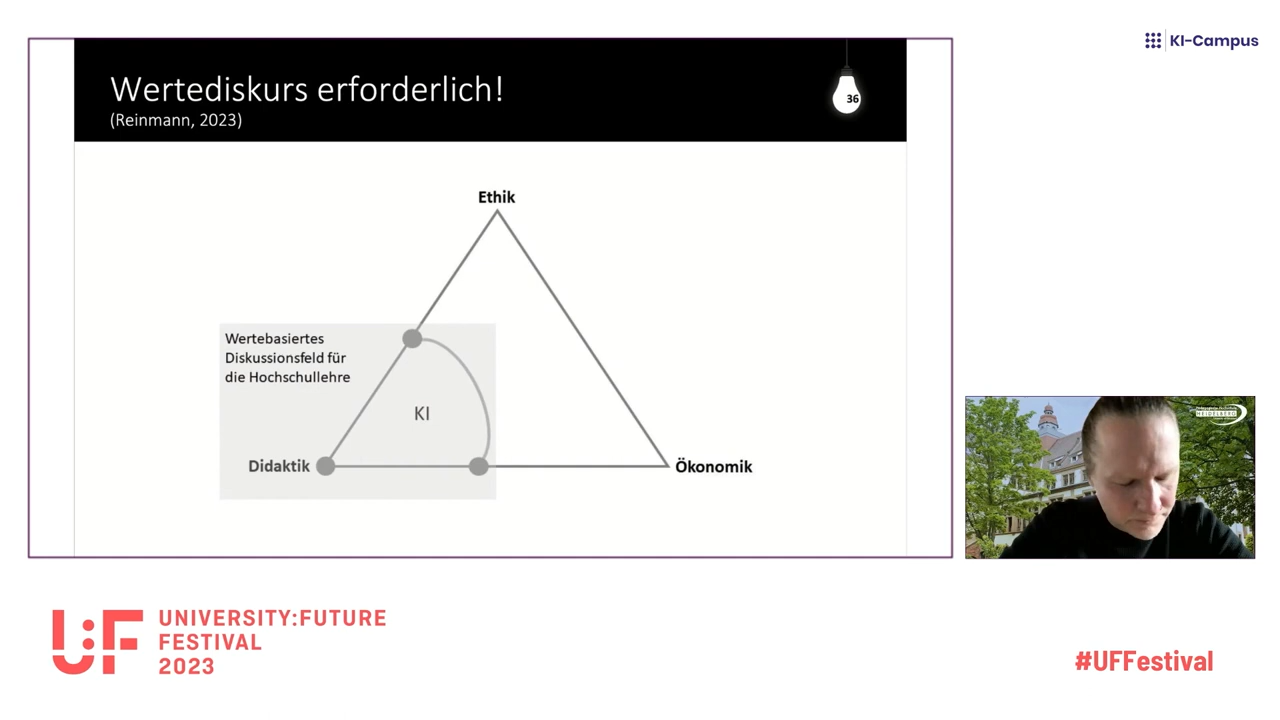 KI-Campus
Wertediskurs erforderlich!
(Reinmann, 2023)
36
Ethik
Wertebasiertes
Diskussionsfeld für
die Hochschullehre
KI
Didaktik
Ökonomik
HEIDELBERG
UNIVERSITY:FUTURE
FESTIVAL
2023
U:F
#UFFestival